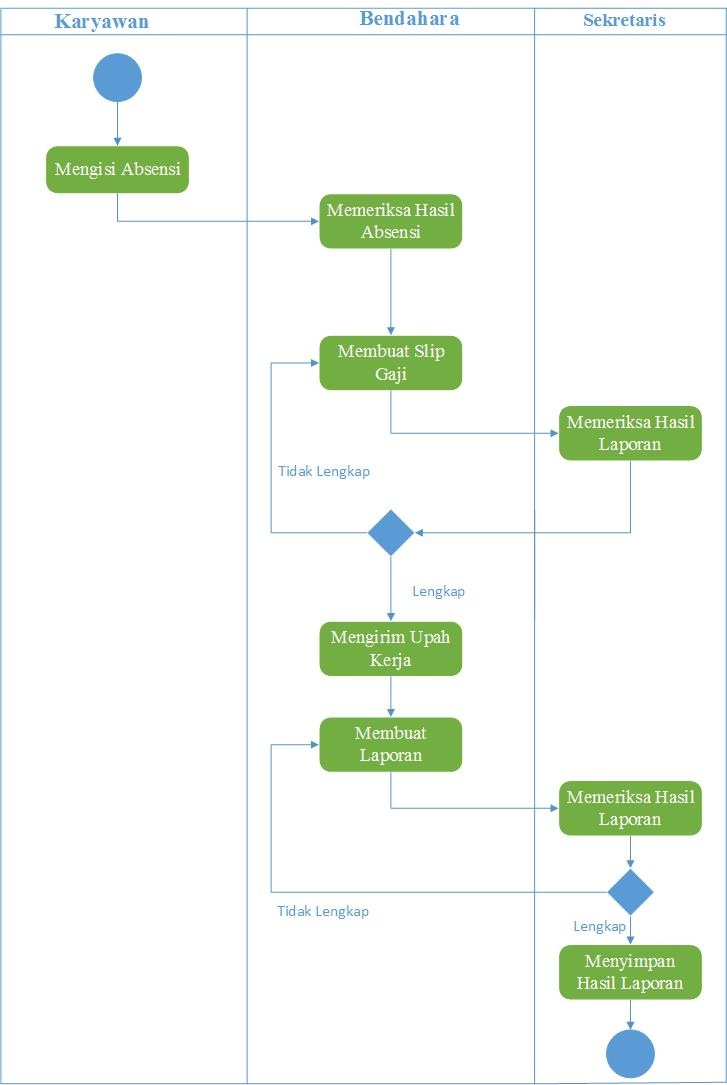 Karyawan
Bendahara
Sekretaris
Mengisi Absensi
Memeriksa Hasil
Absensi
Membuat Slip
Gaji
Memeriksa Hasil
Laporan
Tidak Lengkap
Lengkap
Mengirim Upah
Kerja
Membuat
Laporan
Memeriksa Hasil
Laporan
Tidak Lengkap
Lengkap
Menyimpan
Hasil Laporan